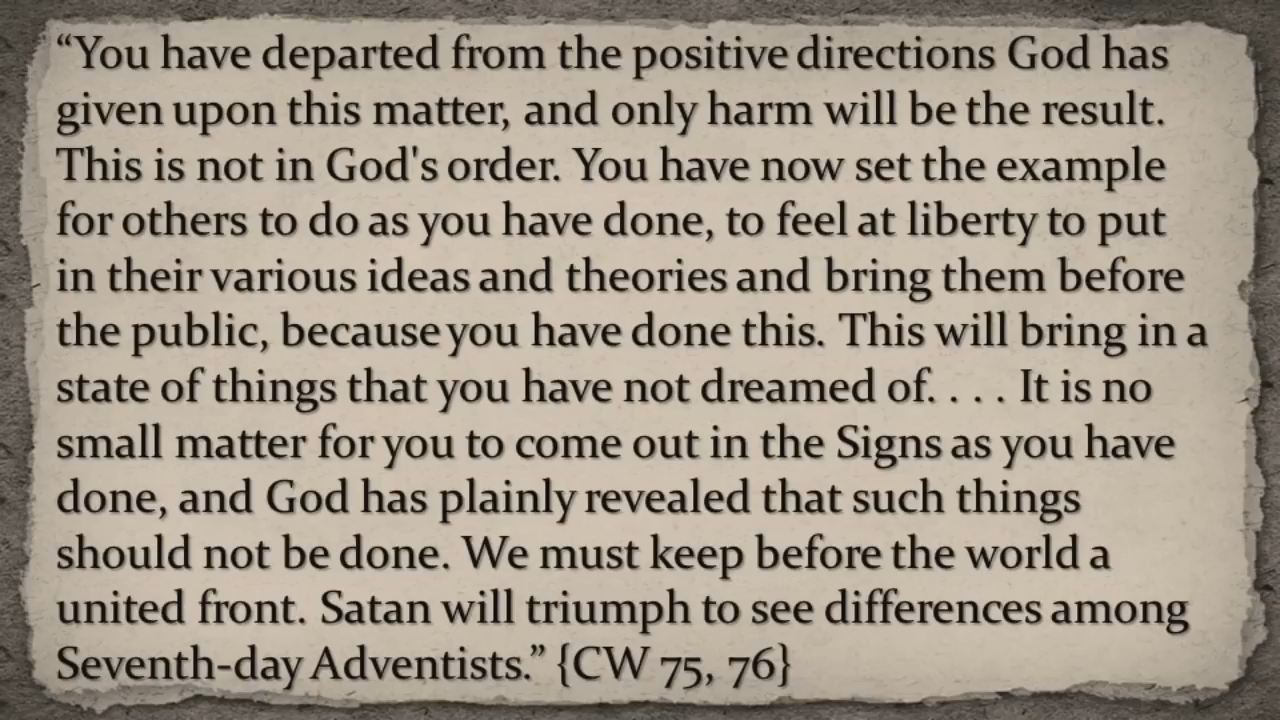 “You have departed from the positive directions God has
given upon this matter, and only harm will be the result.
This is not in God's order. You have now set the example
for others to do as you have done, to feel at liberty to put
in their various ideas and theories and bring them before
the public, because you have done this. This will bring in a
state of things that you have not dreamed of. . . . It is no
small matter for you to come out in the Signs as you have
done, and God has plainly revealed that such things
should not be done. We must keep before the world a
united front. Satan will triumph to see differences among
Seventh-day Adventists.” {CW 75, 76}